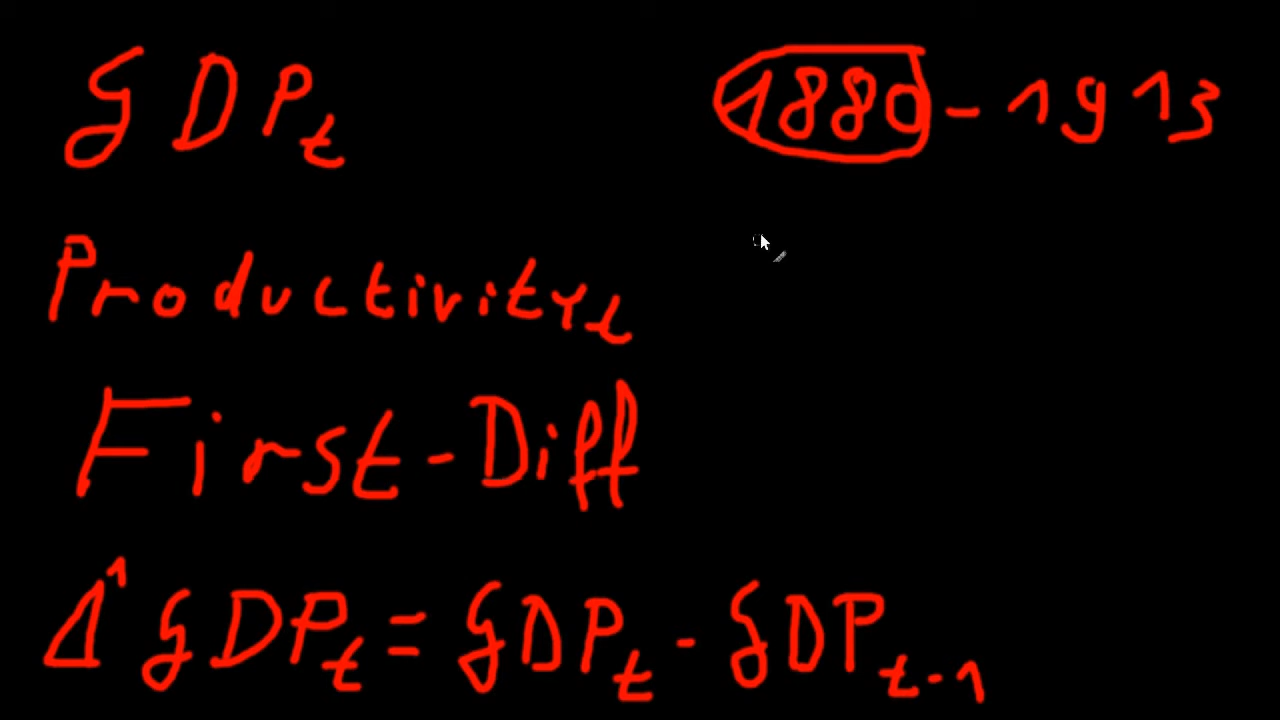 GDPt 1880 - 1913
Productivityt
First-Diff
Δ¹GDPt = GDPt - GDPt-1